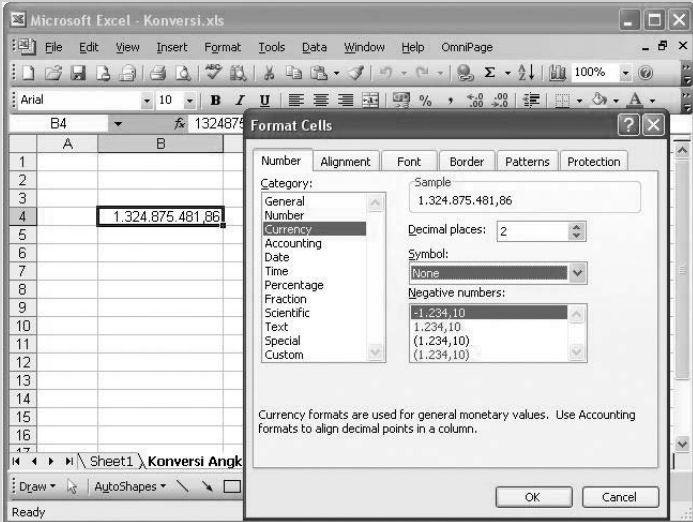 Microsoft Excel - Konversi.xls
File Edit View Insert Format Tools Data Window Help OmniPage
100%
Arial 10 B I U % ,
B4 fx 1324875
A B
1
2
3
4 1.324.875.481,86
5
6
7
8
9
10
11
12
13
14
15
16
17
Sheet1 Konversi Angk
Draw AutoShapes
Ready
Format Cells
Number Alignment Font Border Patterns Protection
Category:
General
Number
Currency
Accounting
Date
Time
Percentage
Fraction
Scientific
Text
Special
Custom
Sample
1.324.875.481,86
Decimal places: 2
Symbol:
None
Negative numbers:
-1.234,10
1.234,10
(1.234,10)
(1.234,10)
Currency formats are used for general monetary values. Use Accounting
formats to align decimal points in a column.
OK Cancel